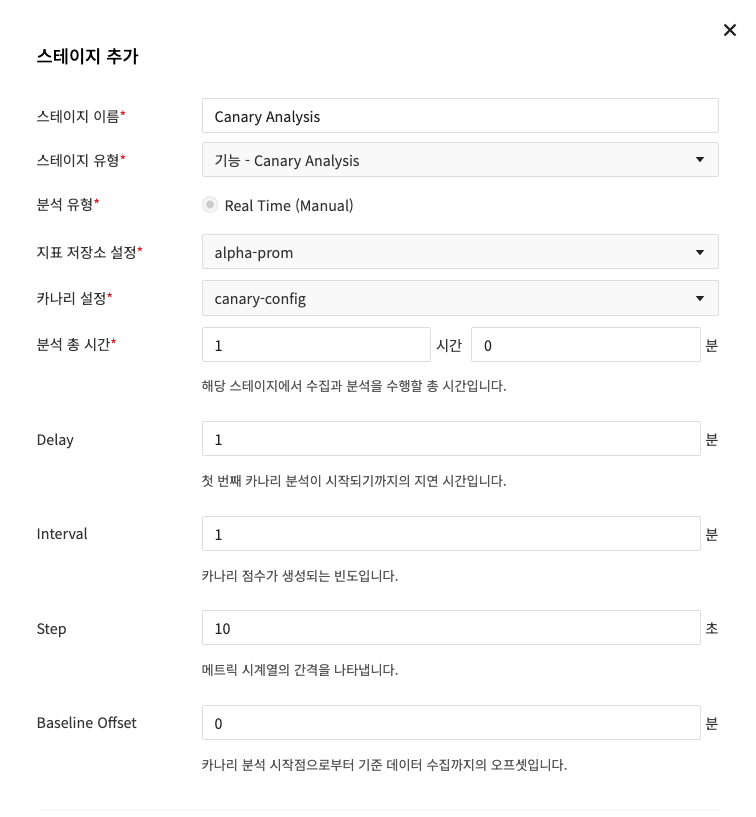 스테이지 추가
스테이지 이름* Canary Analysis
스테이지 유형* 기능 - Canary Analysis
분석 유형* Real Time (Manual)
지표 저장소 설정* alpha-prom
카나리 설정* canary-config
분석 총 시간* 1 시간 0 분
해당 스테이지에서 수집과 분석을 수행할 총 시간입니다.
Delay 1 분
첫 번째 카나리 분석이 시작되기까지의 지연 시간입니다.
Interval 1 분
카나리 점수가 생성되는 빈도입니다.
Step 10 초
메트릭 시계열의 간격을 나타냅니다.
Baseline Offset 0 분
카나리 분석 시작점으로부터 기준 데이터 수집까지의 오프셋입니다.